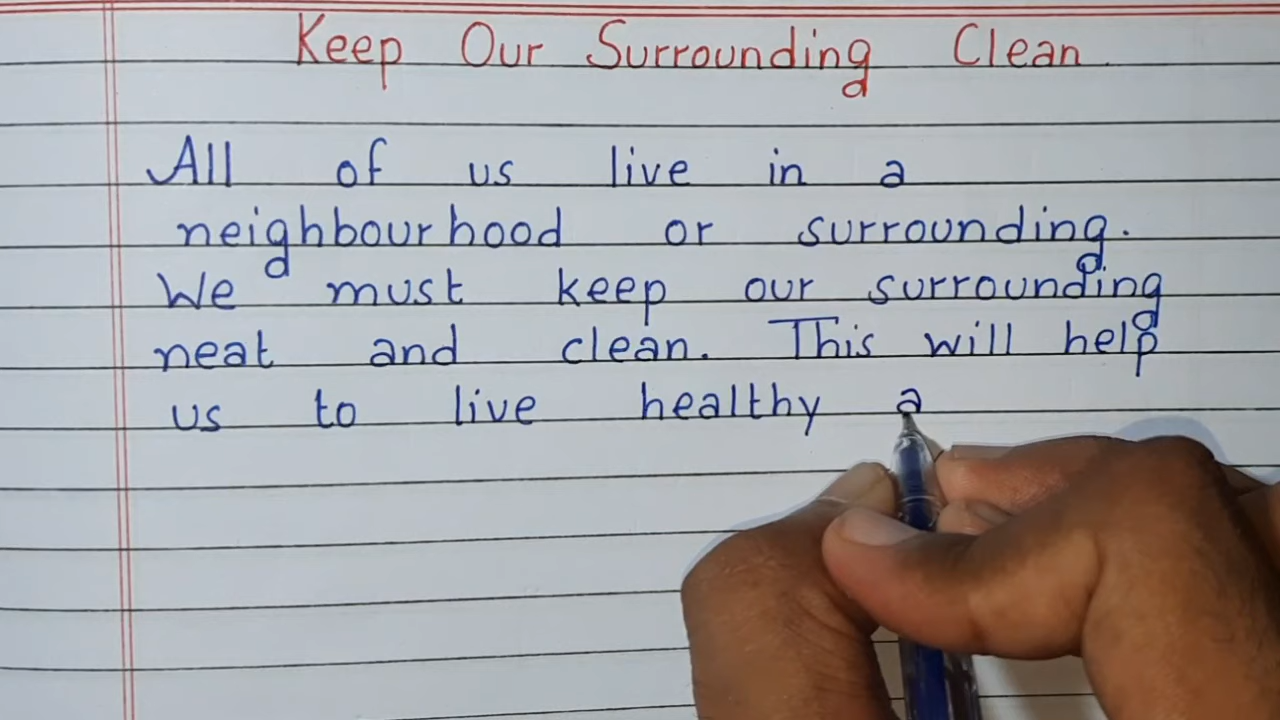 Keep Our Surrounding Clean
All of us live in a
neighbourhood or surrounding.
We must keep our surrounding
neat and clean. This will help
us to live healthy a